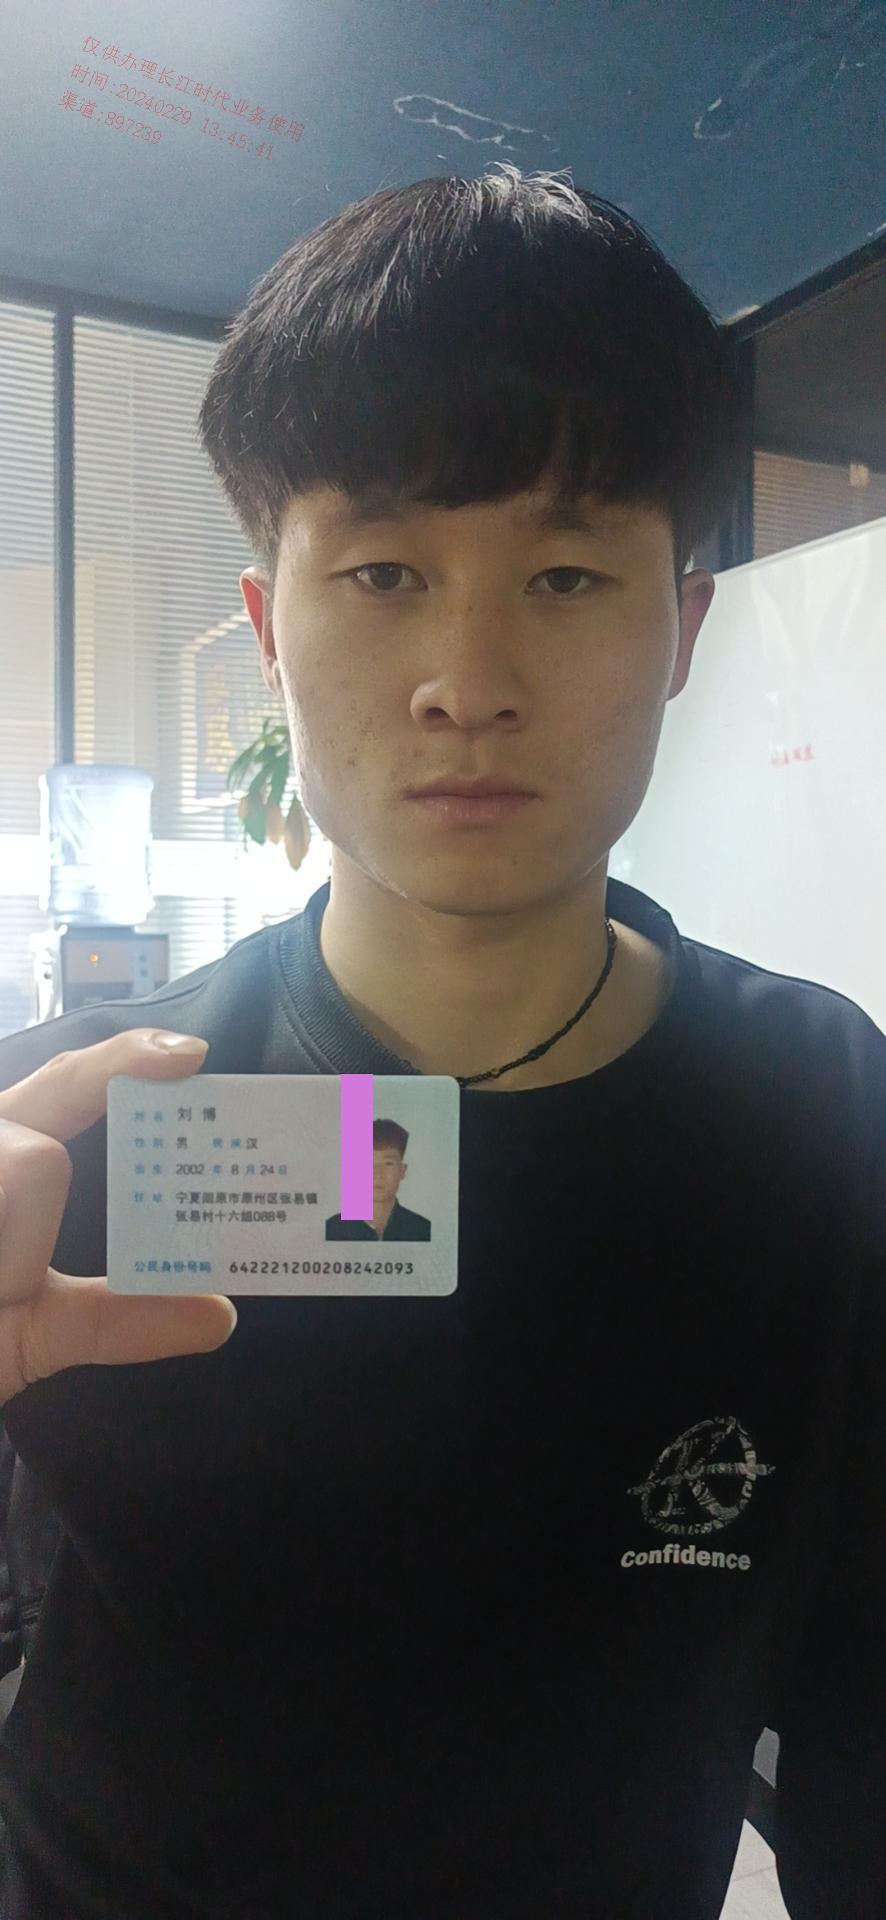 仅供办理长江时代业务使用
时间:20240229 13:45:41
渠道:897239
姓名 刘博
性别 男 民族 汉
出生 2002 年 8 月 24 日
住址 宁夏固原市原州区张易镇
张易村十六组088号
公民身份号码 642221200208242093
Confidence